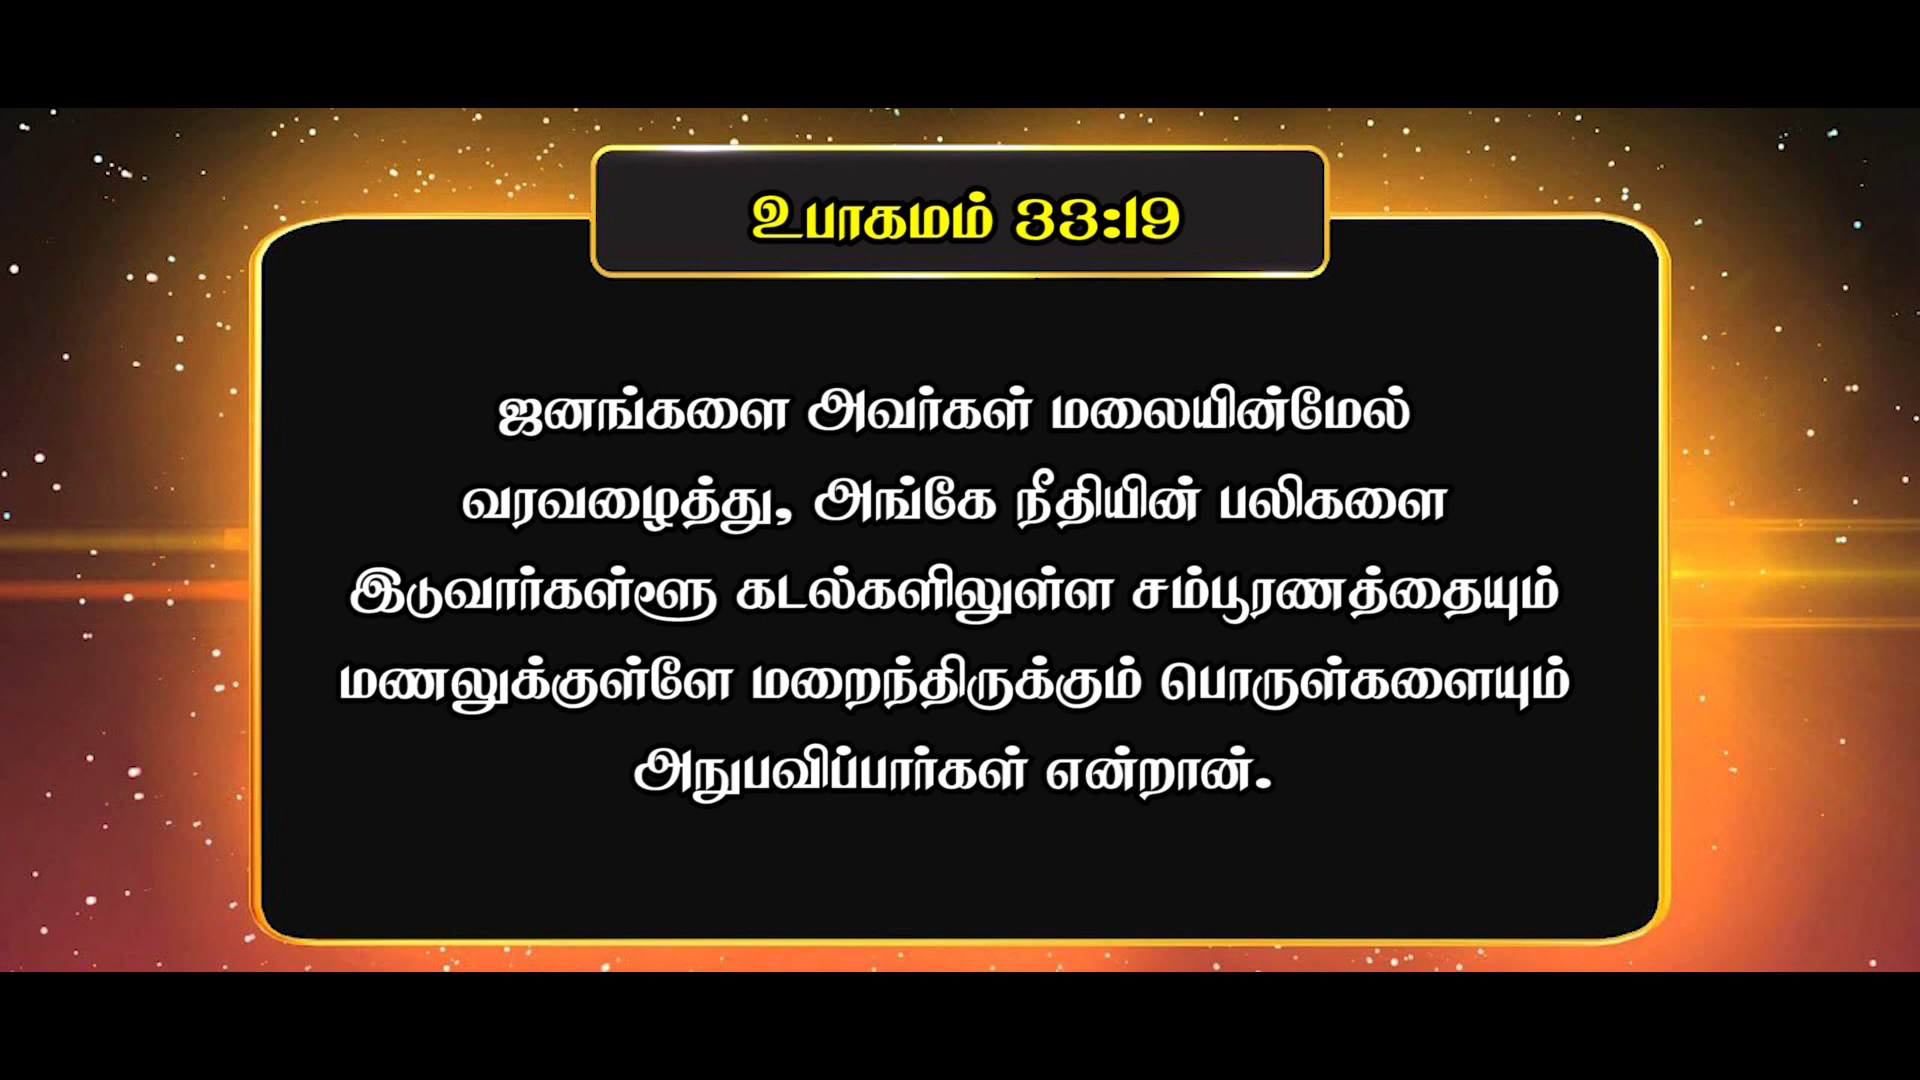 உபாகமம் 33:19
ஜனங்களை அவர்கள் மலையின்மேல்
வரவழைத்து, அங்கே நீதியின் பலிகளை
இடுவார்கள்ளூ கடல்களிலுள்ள சம்பூரணத்தையும்
மணலுக்குள்ளே மறைந்திருக்கும் பொருள்களையும்
அநுபவிப்பார்கள் என்றான்.